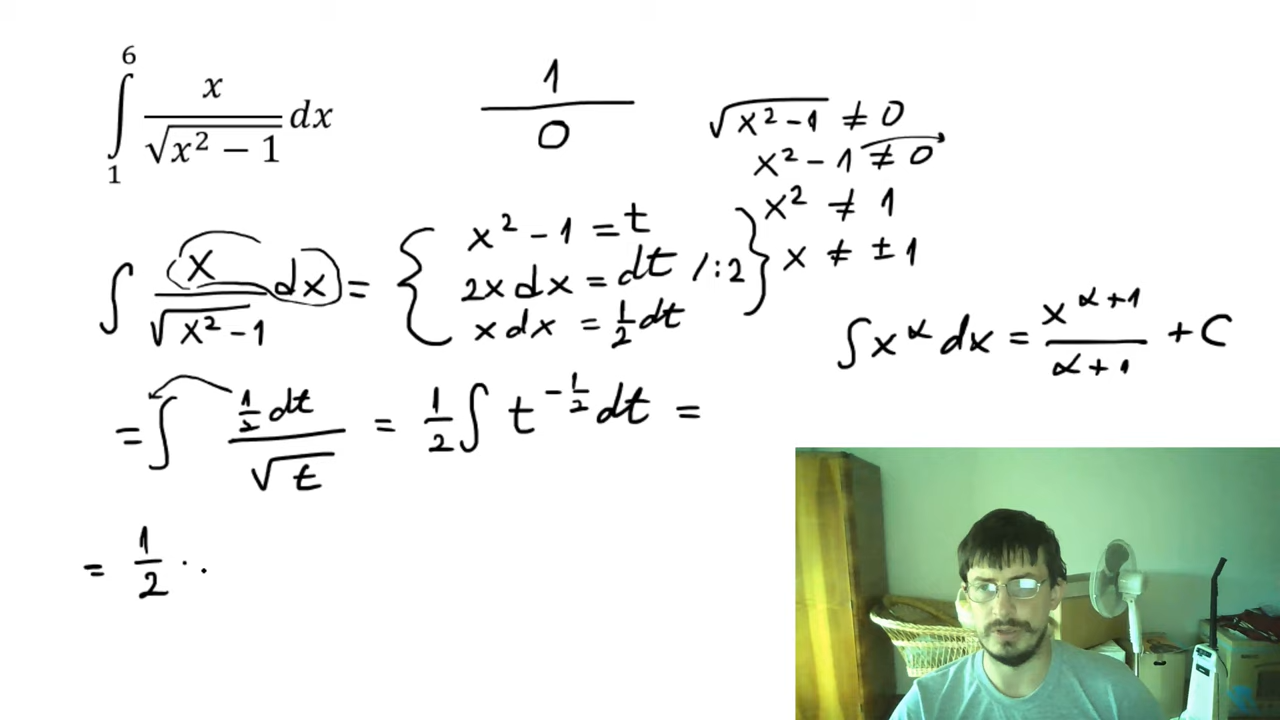 ∫₁⁶ x/√(x² − 1) dx
1/0
√(x² − 1) ≠ 0
x² − 1 ≠ 0
x² ≠ 1
x ≠ ± 1
∫ x/√(x² − 1) dx = { x² − 1 = t
2x dx = dt /:2
x dx = ½ dt }
∫ x^α dx = x^(α+1)/(α+1) + C
= ∫ ½ dt/√t = ½ ∫ t^(−½) dt =
= ½ ·